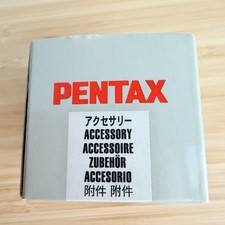 PENTAX
アクセサリー
ACCESSORY
ACCESSOIRE
ZUBEHÖR
ACCESORIO
附件 附件